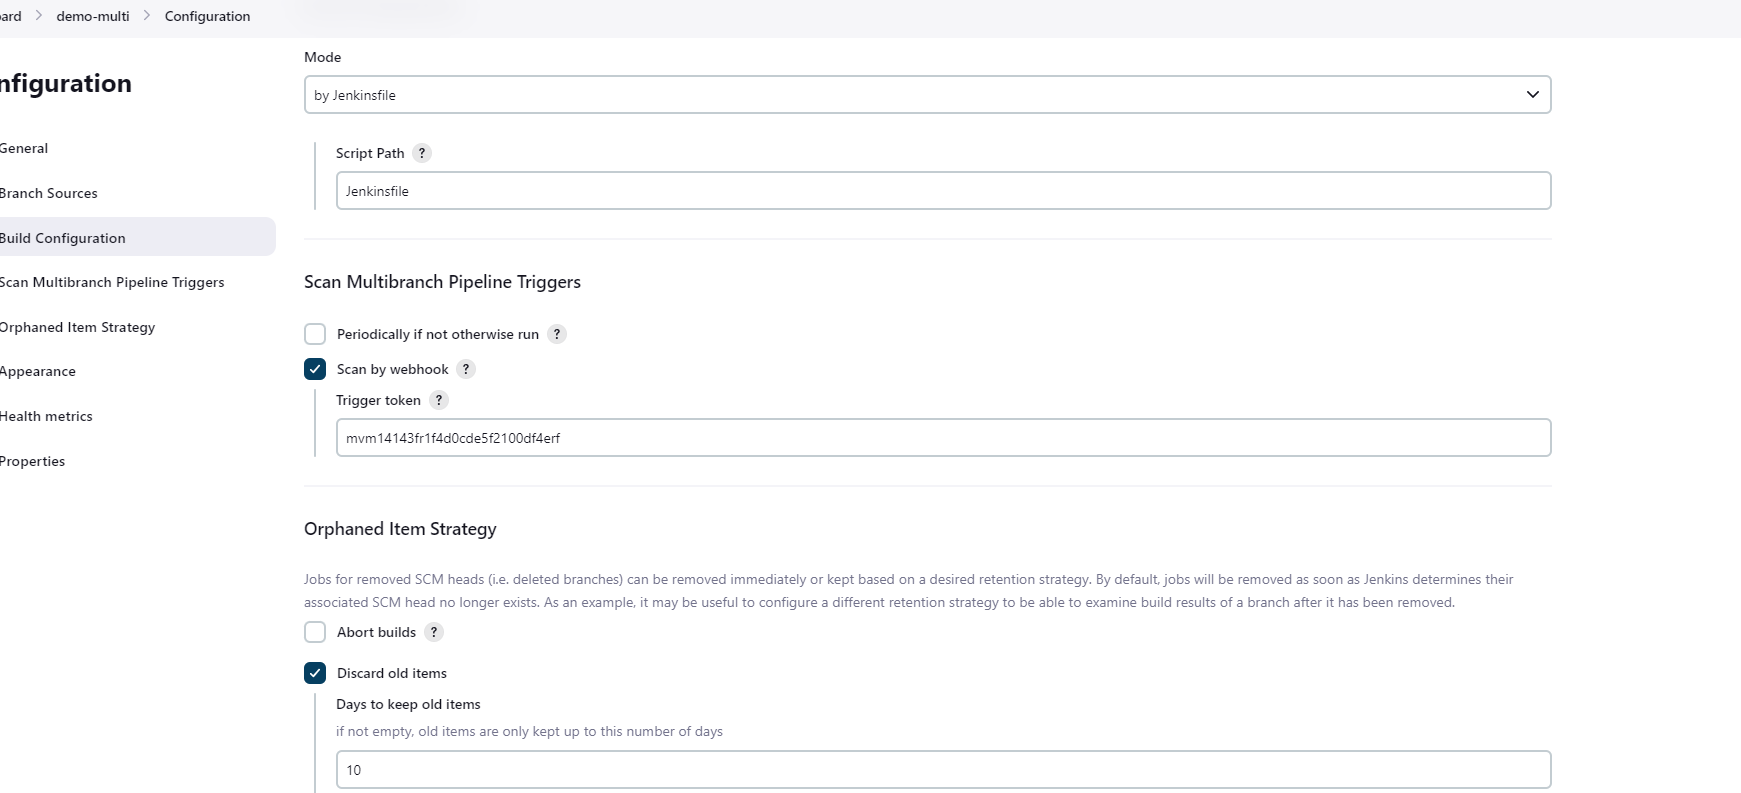 demo-multi > Configuration
Mode
by Jenkinsfile
Script Path ?
Jenkinsfile
General
Branch Sources
Build Configuration
Scan Multibranch Pipeline Triggers
Orphaned Item Strategy
Appearance
Health metrics
Properties
Scan Multibranch Pipeline Triggers
Periodically if not otherwise run ?
Scan by webhook ?
Trigger token ?
mvm14143fr1f4d0cde5f2100df4erf
Orphaned Item Strategy
Jobs for removed SCM heads (i.e. deleted branches) can be removed immediately or kept based on a desired retention strategy. By default, jobs will be removed as soon as Jenkins determines their
associated SCM head no longer exists. As an example, it may be useful to configure a different retention strategy to be able to examine build results of a branch after it has been removed.
Abort builds ?
Discard old items
Days to keep old items
if not empty, old items are only kept up to this number of days
10